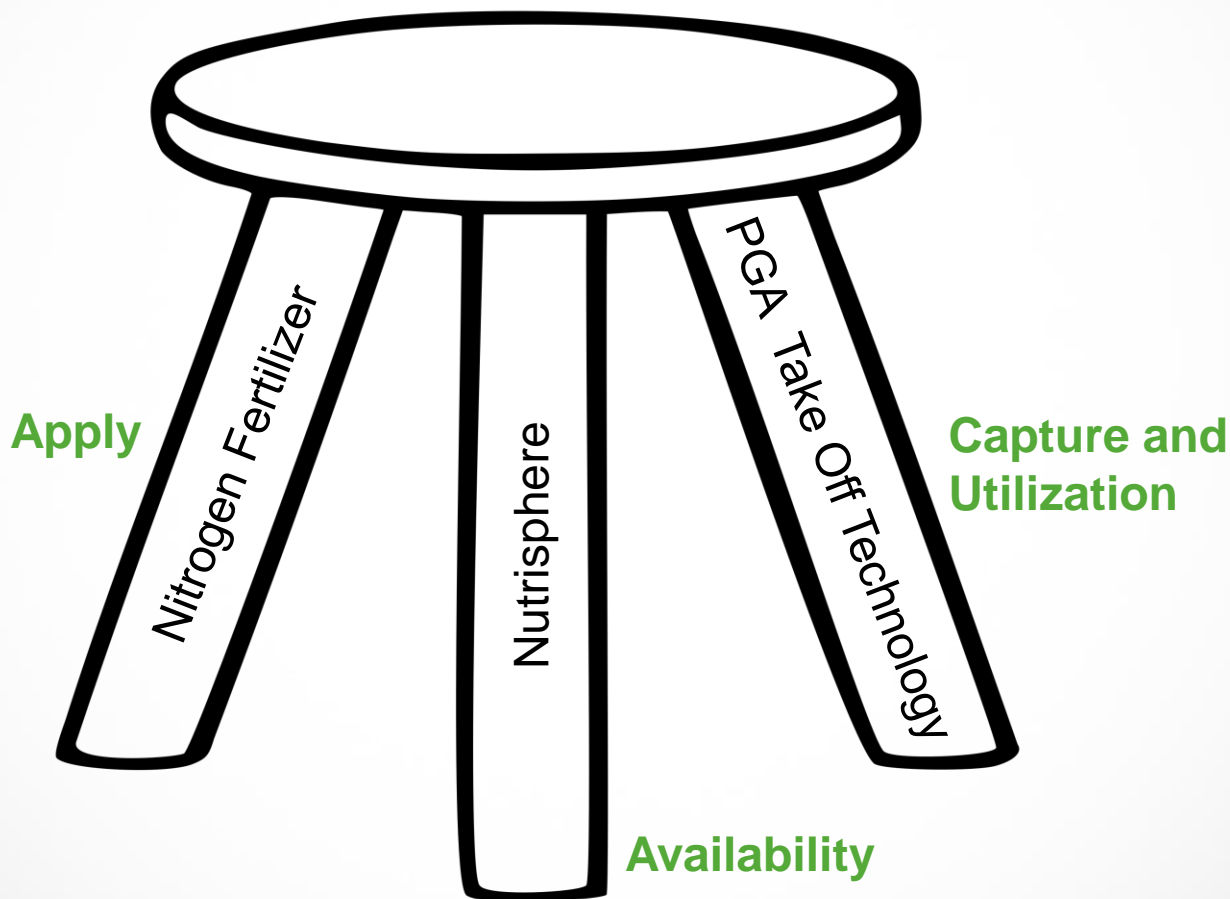 Apply
Nitrogen Fertilizer
Nutrisphere
Availability
PGA Take Off Technology
Capture and
Utilization